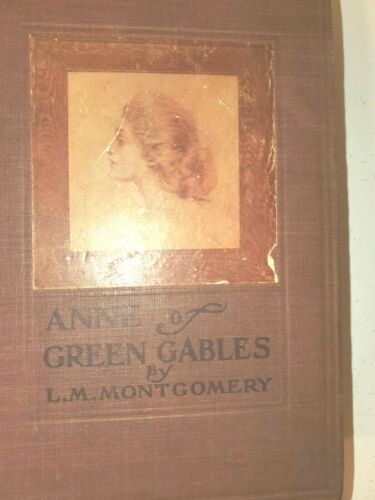 ANNE of
GREEN GABLES
BY
L.M. MONTGOMERY